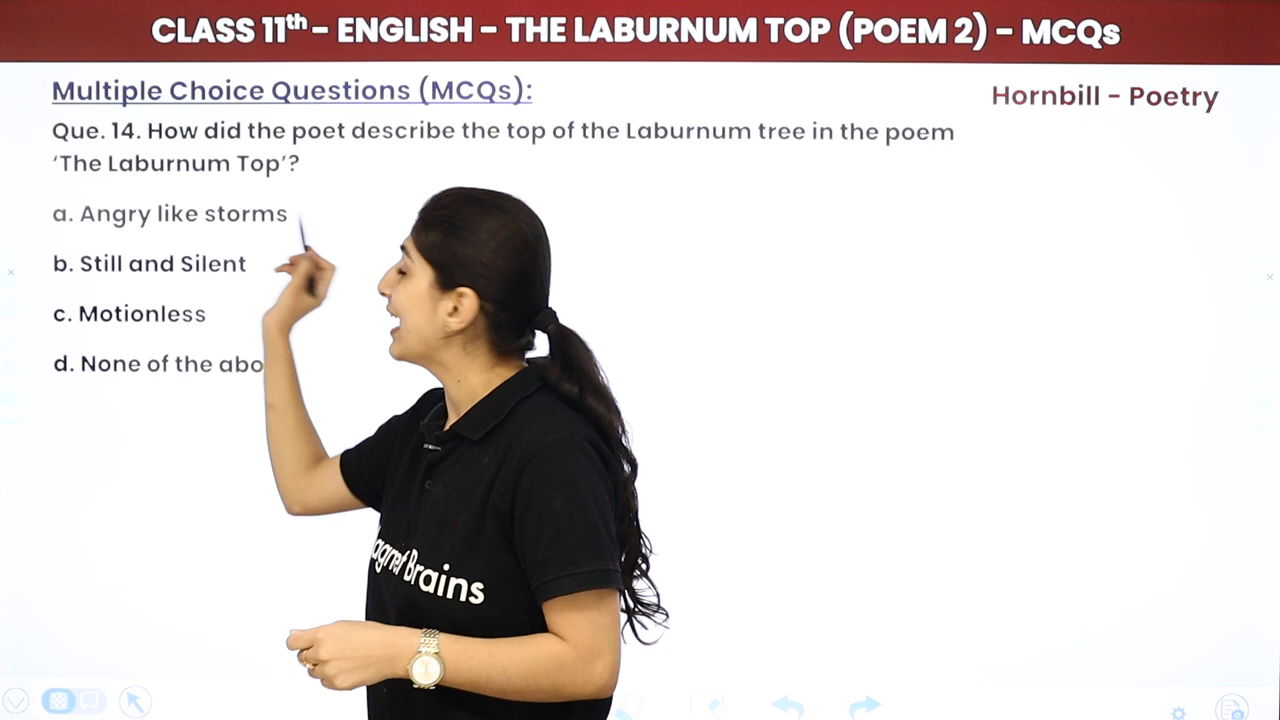 CLASS 11th – ENGLISH – THE LABURNUM TOP (POEM 2) – MCQs
Multiple Choice Questions (MCQs):
Hornbill – Poetry
Que. 14. How did the poet describe the top of the Laburnum tree in the poem
‘The Laburnum Top’?
a. Angry like storms
b. Still and Silent
c. Motionless
d. None of the abo
agnet Brains